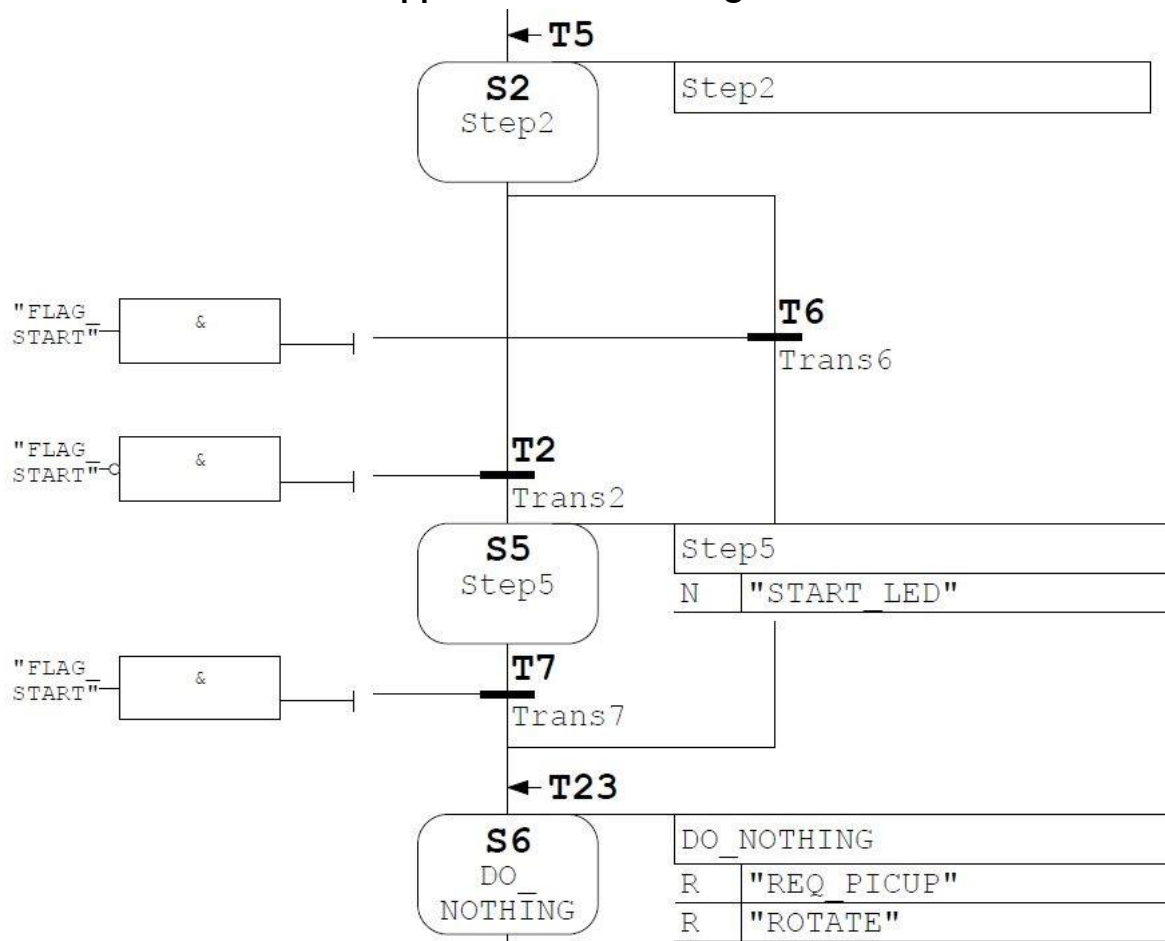 T5
S2
Step2
Step2
"FLAG_
START"
&
T6
Trans6
"FLAG_
START"
&
T2
Trans2
S5
Step5
Step5
N "START_LED"
"FLAG_
START"
&
T7
Trans7
T23
S6
DO_
NOTHING
DO_NOTHING
R "REQ_PICUP"
R "ROTATE"